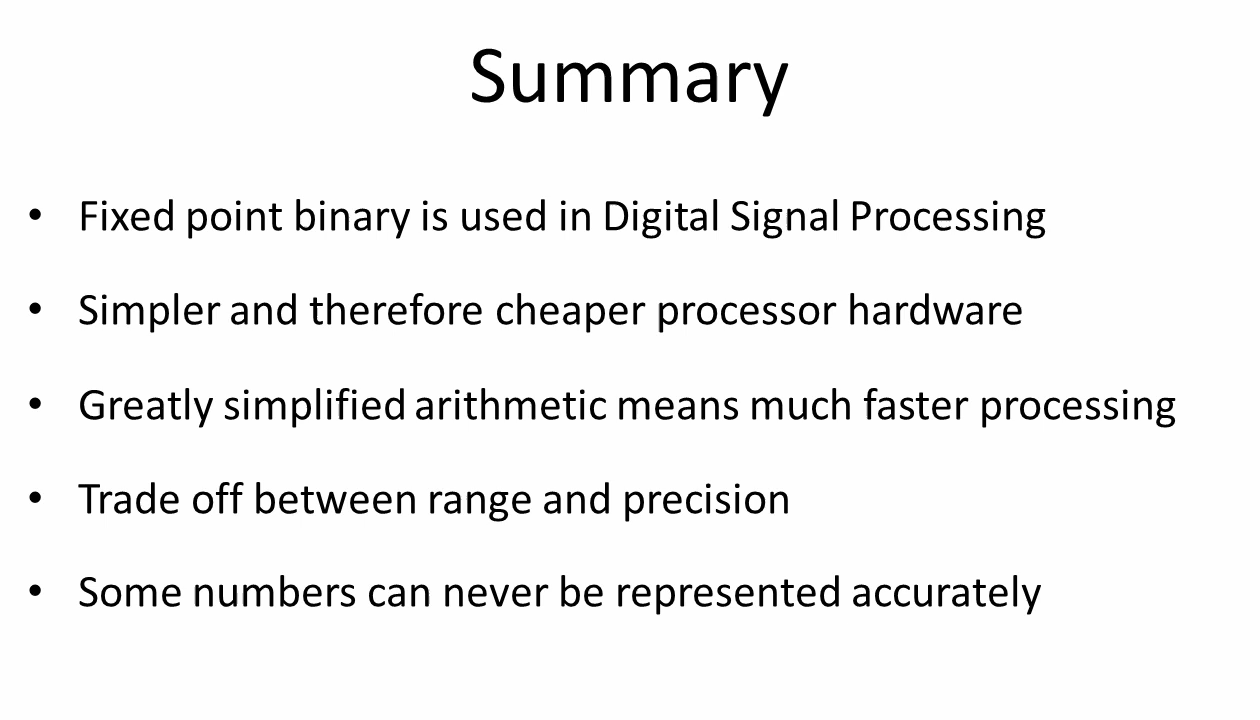 Summary
• Fixed point binary is used in Digital Signal Processing
• Simpler and therefore cheaper processor hardware
• Greatly simplified arithmetic means much faster processing
• Trade off between range and precision
• Some numbers can never be represented accurately